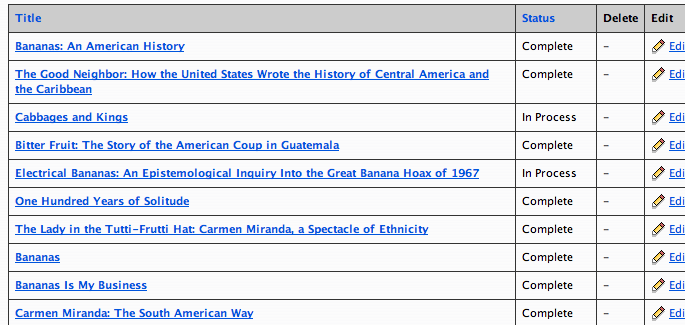 Title Status Delete Edit
Bananas: An American History Complete – Edi
The Good Neighbor: How the United States Wrote the History of Central America and Complete – Edi
the Caribbean
Cabbages and Kings In Process – Edi
Bitter Fruit: The Story of the American Coup in Guatemala Complete – Edi
Electrical Bananas: An Epistemological Inquiry Into the Great Banana Hoax of 1967 In Process – Edi
One Hundred Years of Solitude Complete – Edi
The Lady in the Tutti-Frutti Hat: Carmen Miranda, a Spectacle of Ethnicity Complete – Edi
Bananas Complete – Edi
Bananas Is My Business Complete – Edi
Carmen Miranda: The South American Way Complete – Edi